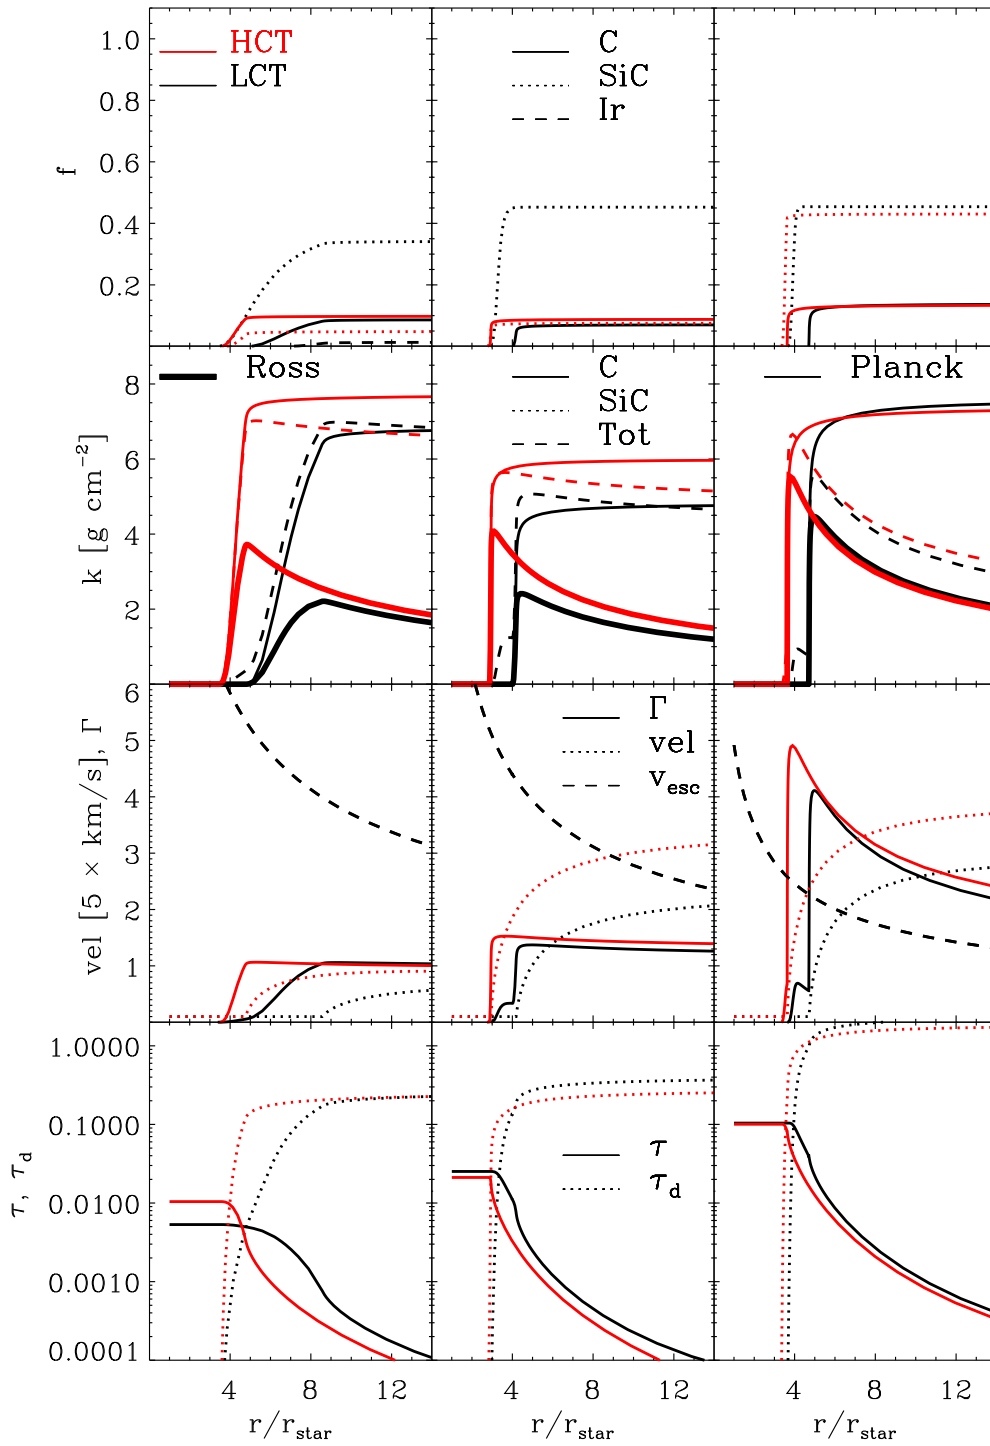 HCT
LCT
C
SiC
Ir
f
1.0
0.8
0.6
0.4
0.2
Ross
C
SiC
Tot
Planck
k [g cm⁻²]
8
6
4
2
Γ
vel
v_esc
vel [5 × km/s], Γ
6
5
4
3
2
1
τ
τ_d
τ, τ_d
1.0000
0.1000
0.0100
0.0010
0.0001
4 8 12 4 8 12 4 8 12
r/r_star r/r_star r/r_star